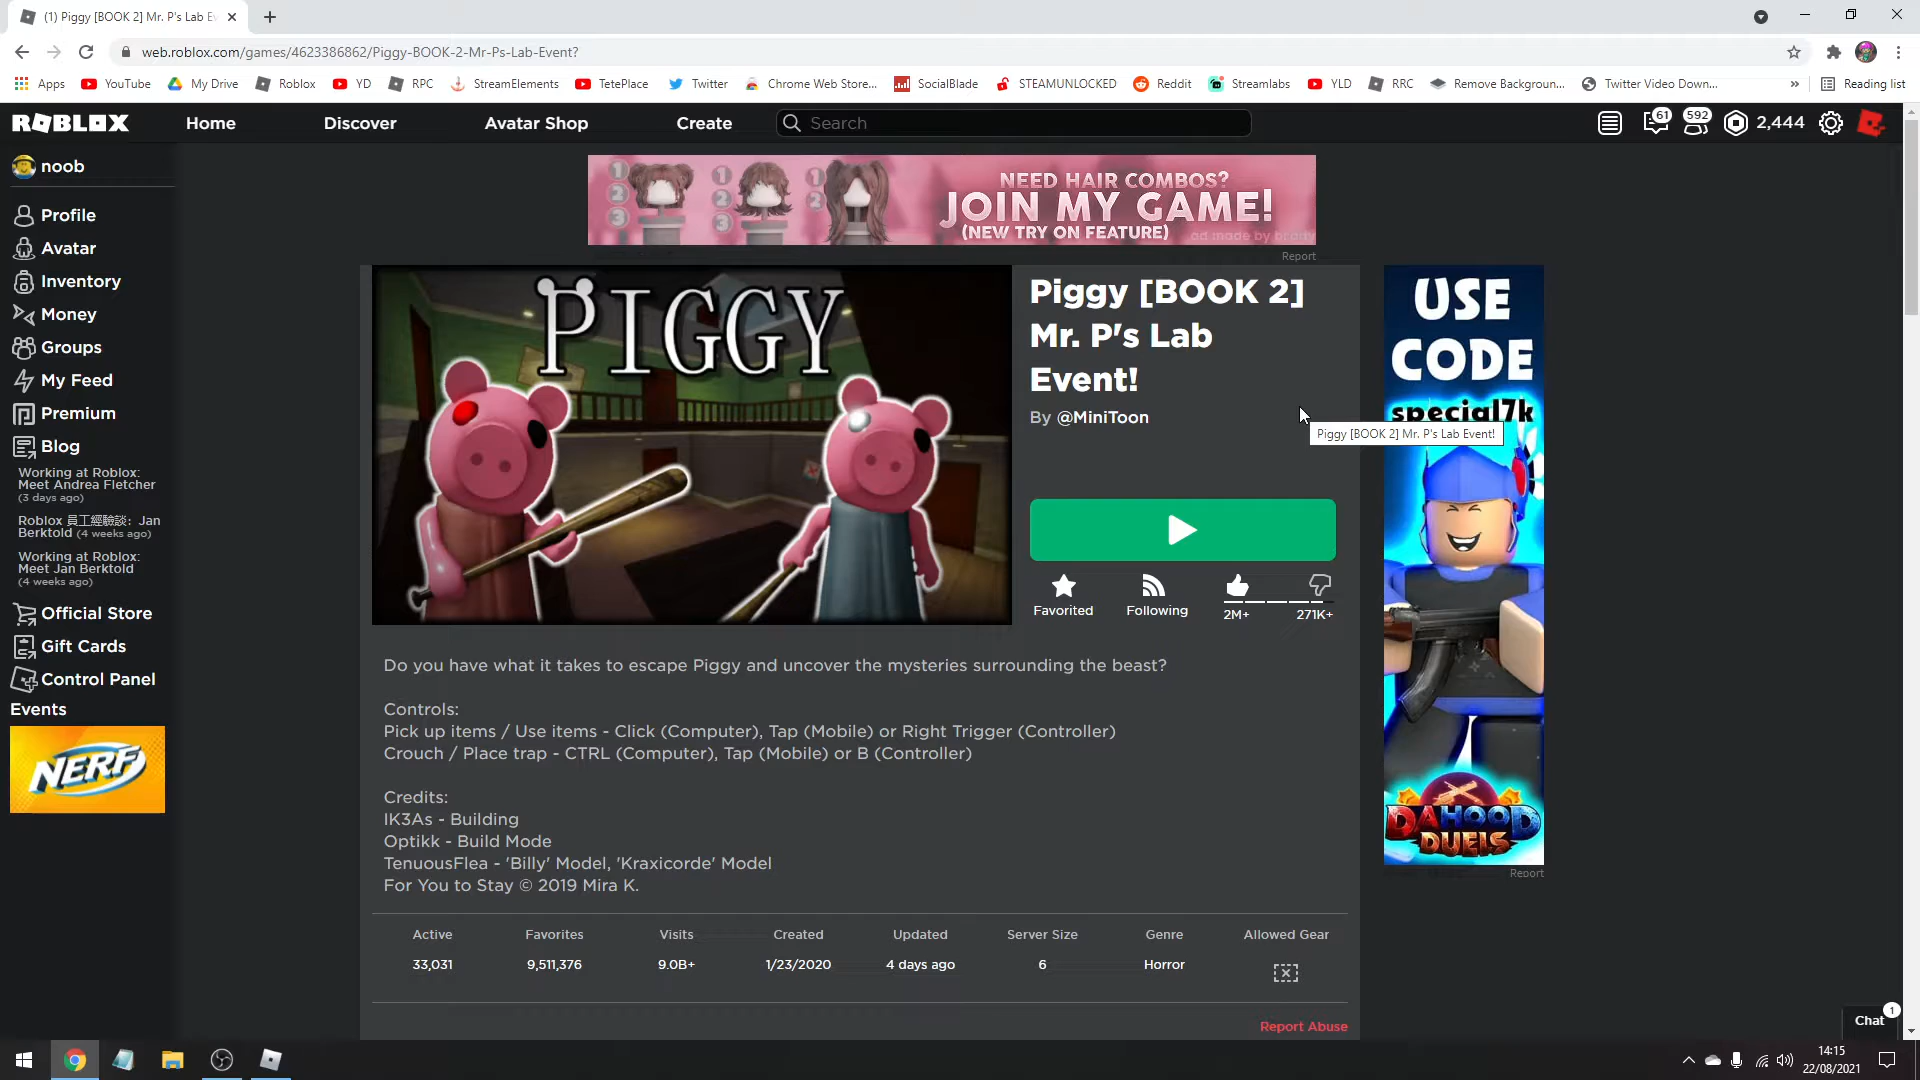 (1) Piggy [BOOK 2] Mr. P's Lab Ev
web.roblox.com/games/4623386862/Piggy-BOOK-2-Mr-Ps-Lab-Event?
Apps YouTube My Drive Roblox YD RPC StreamElements TetePlace Twitter Chrome Web Store... SocialBlade STEAMUNLOCKED Reddit Streamlabs YLD RRC Remove Backgroun... Twitter Video Down... » Reading list
ROBLOX Home Discover Avatar Shop Create Search 61 592 2,444
noob
Profile
Avatar
Inventory
Money
Groups
My Feed
Premium
Blog
Working at Roblox:
Meet Andrea Fletcher
(3 days ago)
Roblox 員工經驗談: Jan
Berktold (4 weeks ago)
Working at Roblox:
Meet Jan Berktold
(4 weeks ago)
Official Store
Gift Cards
Control Panel
Events
NERF
1
2
3
1
2
3
1
2
NEED HAIR COMBOS?
JOIN MY GAME!
(NEW TRY ON FEATURE)
Report
PIGGY
Piggy [BOOK 2]
Mr. P's Lab
Event!
By @MiniToon
Piggy [BOOK 2] Mr. P's Lab Event!
Favorited Following 2M+ 271K+
Do you have what it takes to escape Piggy and uncover the mysteries surrounding the beast?
Controls:
Pick up items / Use items - Click (Computer), Tap (Mobile) or Right Trigger (Controller)
Crouch / Place trap - CTRL (Computer), Tap (Mobile) or B (Controller)
Credits:
IK3As - Building
Optikk - Build Mode
TenuousFlea - 'Billy' Model, 'Kraxicorde' Model
For You to Stay © 2019 Mira K.
Active Favorites Visits Created Updated Server Size Genre Allowed Gear
33,031 9,511,376 9.0B+ 1/23/2020 4 days ago 6 Horror
Report Abuse
USE
CODE
special7k
DAHOOD
DUELS
Report
Chat 1
14:15
22/08/2021